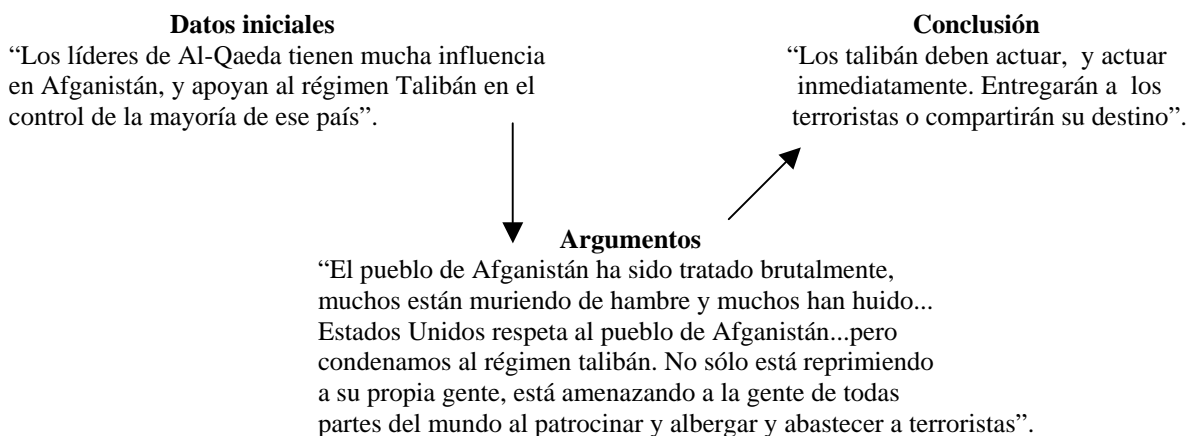 Datos iniciales
“Los líderes de Al-Qaeda tienen mucha influencia
en Afganistán, y apoyan al régimen Talibán en el
control de la mayoría de ese país”.
Conclusión
“Los talibán deben actuar, y actuar
inmediatamente. Entregarán a los
terroristas o compartirán su destino”.
Argumentos
“El pueblo de Afganistán ha sido tratado brutalmente,
muchos están muriendo de hambre y muchos han huido...
Estados Unidos respeta al pueblo de Afganistán...pero
condenamos al régimen talibán. No sólo está reprimiendo
a su propia gente, está amenazando a la gente de todas
partes del mundo al patrocinar y albergar y abastecer a terroristas”.